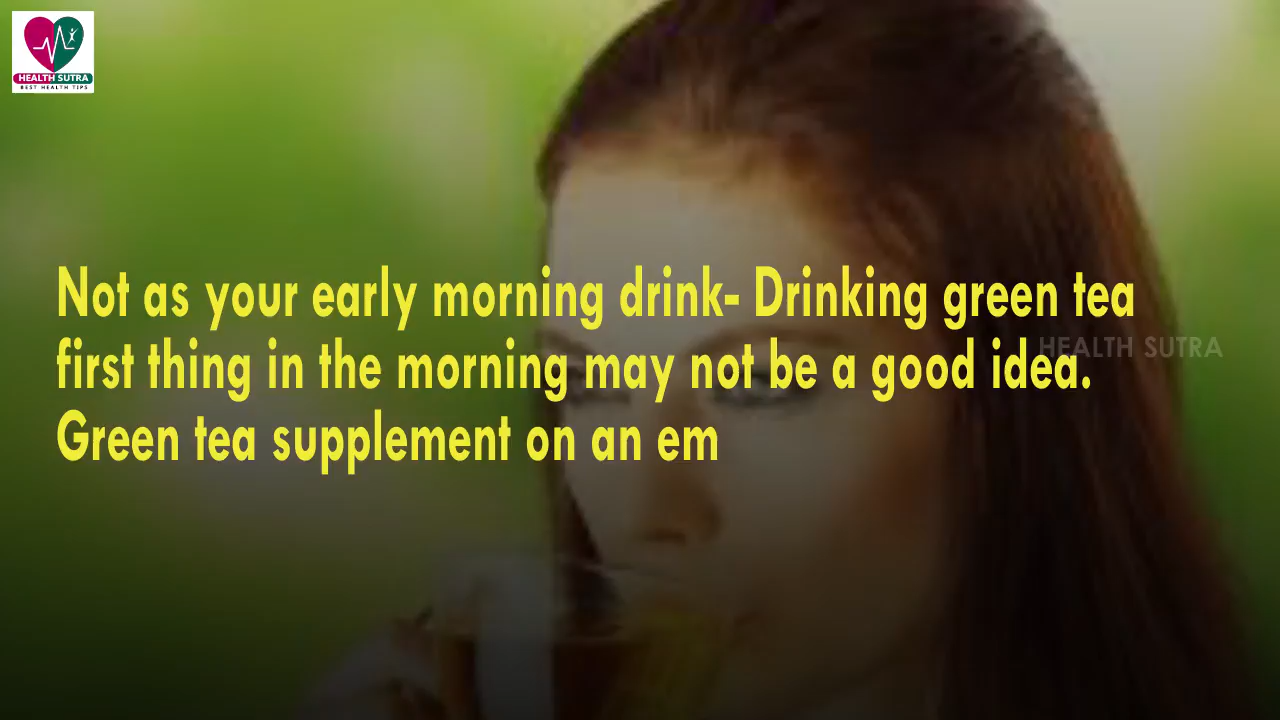 HEALTH SUTRA
BEST HEALTH TIPS
Not as your early morning drink- Drinking green tea
HEALTH SUTRA
first thing in the morning may not be a good idea.
Green tea supplement on an em